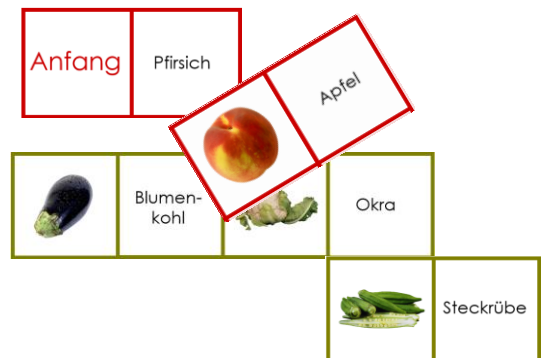 Anfang
Pfirsich
Apfel
Blumen-
kohl
Okra
Steckrübe